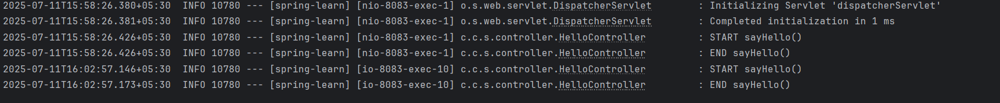 2025-07-11T15:58:26.380+05:30  INFO 10780 --- [spring-learn] [nio-8083-exec-1] o.s.web.servlet.DispatcherServlet        : Initializing Servlet 'dispatcherServlet'
2025-07-11T15:58:26.381+05:30  INFO 10780 --- [spring-learn] [nio-8083-exec-1] o.s.web.servlet.DispatcherServlet        : Completed initialization in 1 ms
2025-07-11T15:58:26.426+05:30  INFO 10780 --- [spring-learn] [nio-8083-exec-1] c.c.s.controller.HelloController         : START sayHello()
2025-07-11T15:58:26.426+05:30  INFO 10780 --- [spring-learn] [nio-8083-exec-1] c.c.s.controller.HelloController         : END sayHello()
2025-07-11T16:02:57.146+05:30  INFO 10780 --- [spring-learn] [io-8083-exec-10] c.c.s.controller.HelloController         : START sayHello()
2025-07-11T16:02:57.173+05:30  INFO 10780 --- [spring-learn] [io-8083-exec-10] c.c.s.controller.HelloController         : END sayHello()